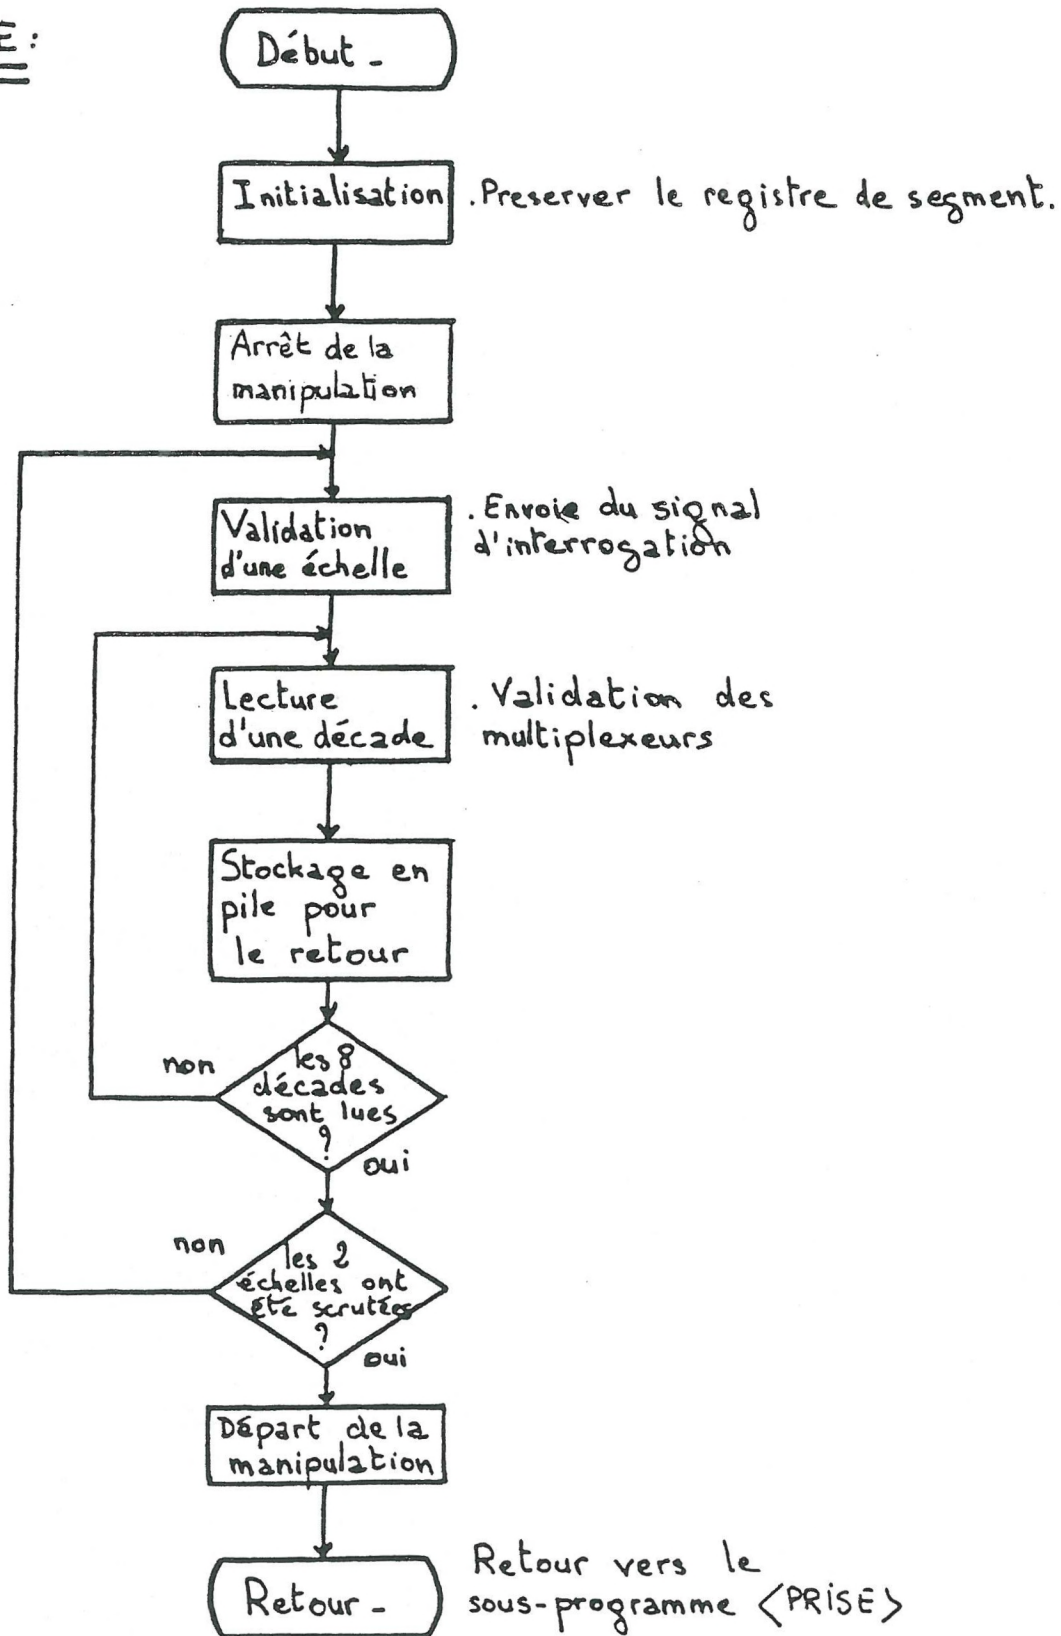 E:
Début-
Initialisation
.Preserver le registre de segment.
Arrêt de la
manipulation
Validation
d'une échelle
.Envoie du signal
d'interrogation
Lecture
d'une décade
.Validation des
multiplexeurs
Stockage en
pile pour
le retour
non
les 8
décades
sont lues
?
oui
non
les 2
échelles ont
été scrutées
?
oui
Départ de la
manipulation
Retour-
Retour vers le
sous-programme <PRISE>